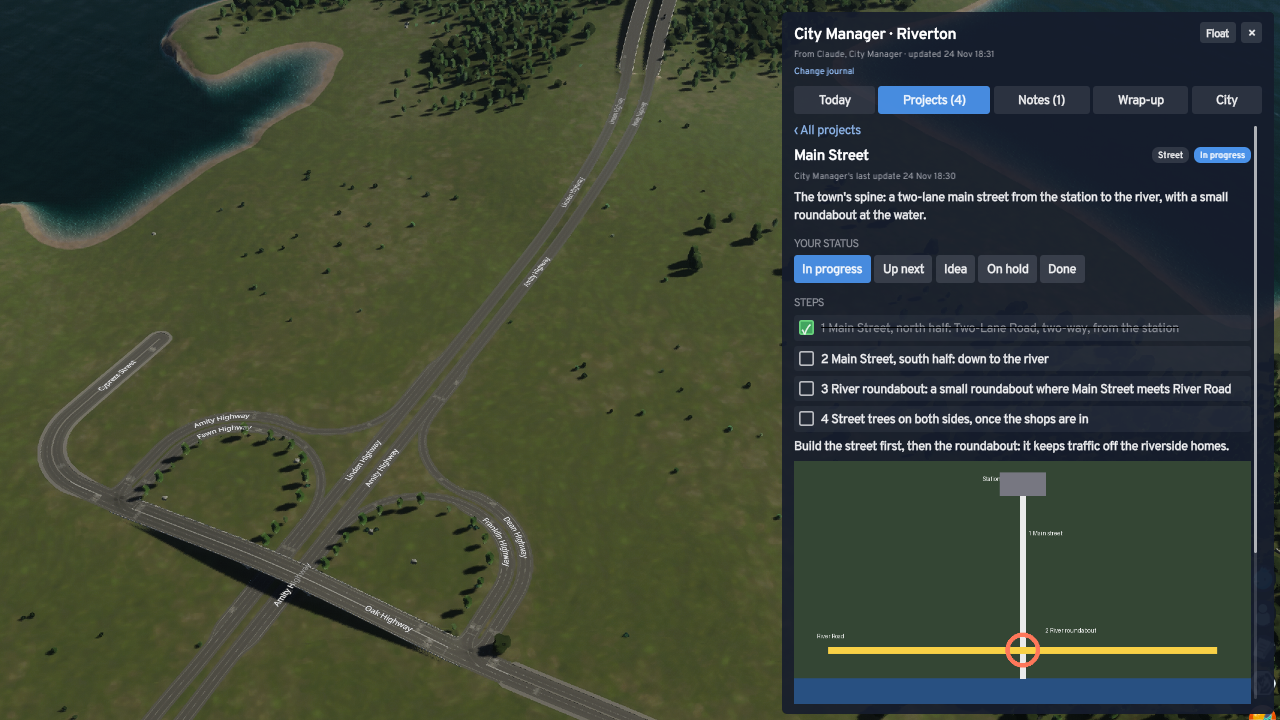 City Manager · Riverton
Float
×
From Claude, City Manager · updated 24 Nov 18:31
Change journal
Today
Projects (4)
Notes (1)
Wrap-up
City
‹ All projects
Main Street
Street
In progress
City Manager's last update 24 Nov 18:30
The town's spine: a two-lane main street from the station to the river, with a small
roundabout at the water.
YOUR STATUS
In progress
Up next
Idea
On hold
Done
STEPS
1 Main Street, north half: Two-Lane Road, two-way, from the station
2 Main Street, south half: down to the river
3 River roundabout: a small roundabout where Main Street meets River Road
4 Street trees on both sides, once the shops are in
Build the street first, then the roundabout: it keeps traffic off the riverside homes.
Station
1 Main street
2 River roundabout
River Road
Amity Highway
Cypress Street
Amity Highway
Fawn Highway
Linden Highway
Amity Highway
Franklin Highway
Dean Highway
Amity Highway
Oak Highway